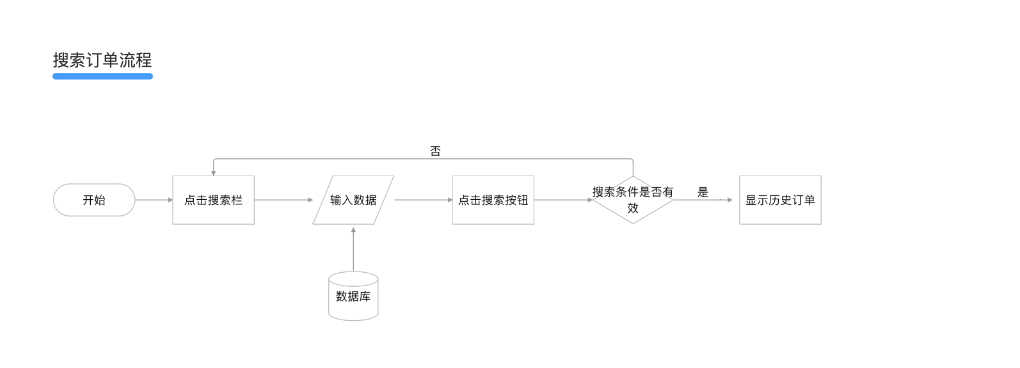 搜索订单流程
否
开始
点击搜索栏
输入数据
点击搜索按钮
搜索条件是否有
效
是
显示历史订单
数据库